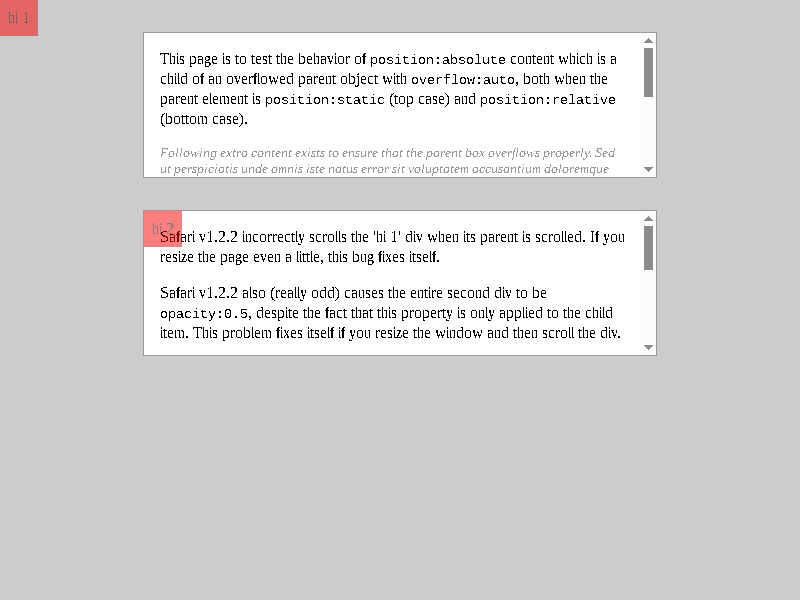 hi 1
This page is to test the behavior of position:absolute content which is a
child of an overflowed parent object with overflow:auto, both when the
parent element is position:static (top case) and position:relative
(bottom case).
Following extra content exists to ensure that the parent box overflows properly. Sed
ut perspiciatis unde omnis iste natus error sit voluptatem accusantium doloremque
hi 2
Safari v1.2.2 incorrectly scrolls the 'hi 1' div when its parent is scrolled. If you
resize the page even a little, this bug fixes itself.
Safari v1.2.2 also (really odd) causes the entire second div to be
opacity:0.5, despite the fact that this property is only applied to the child
item. This problem fixes itself if you resize the window and then scroll the div.